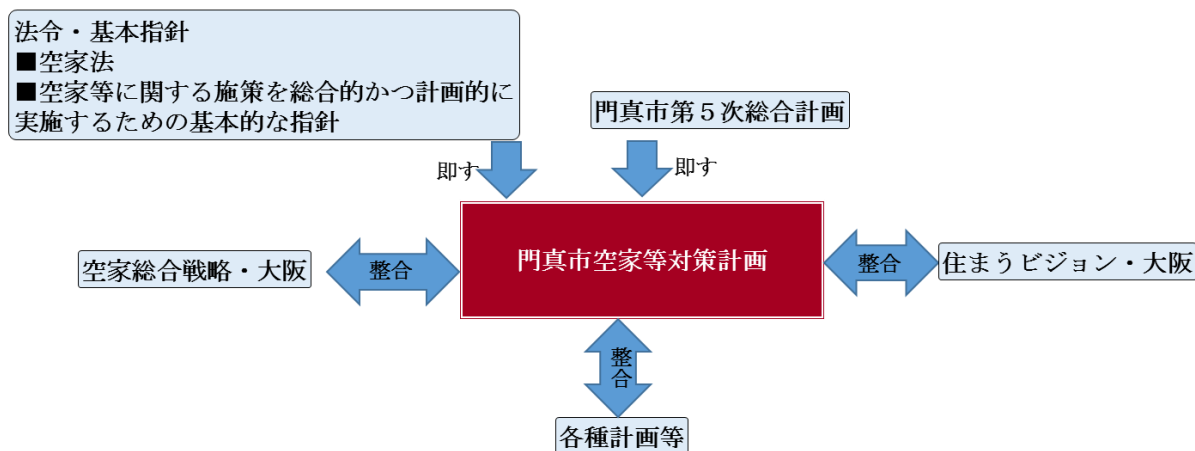 法令・基本指針
■空家法
■空家等に関する施策を総合的かつ計画的に
実施するための基本的な指針
門真市第５次総合計画
即す
即す
門真市空家等対策計画
空家総合戦略・大阪
整合
整合
住まうビジョン・大阪
整合
各種計画等